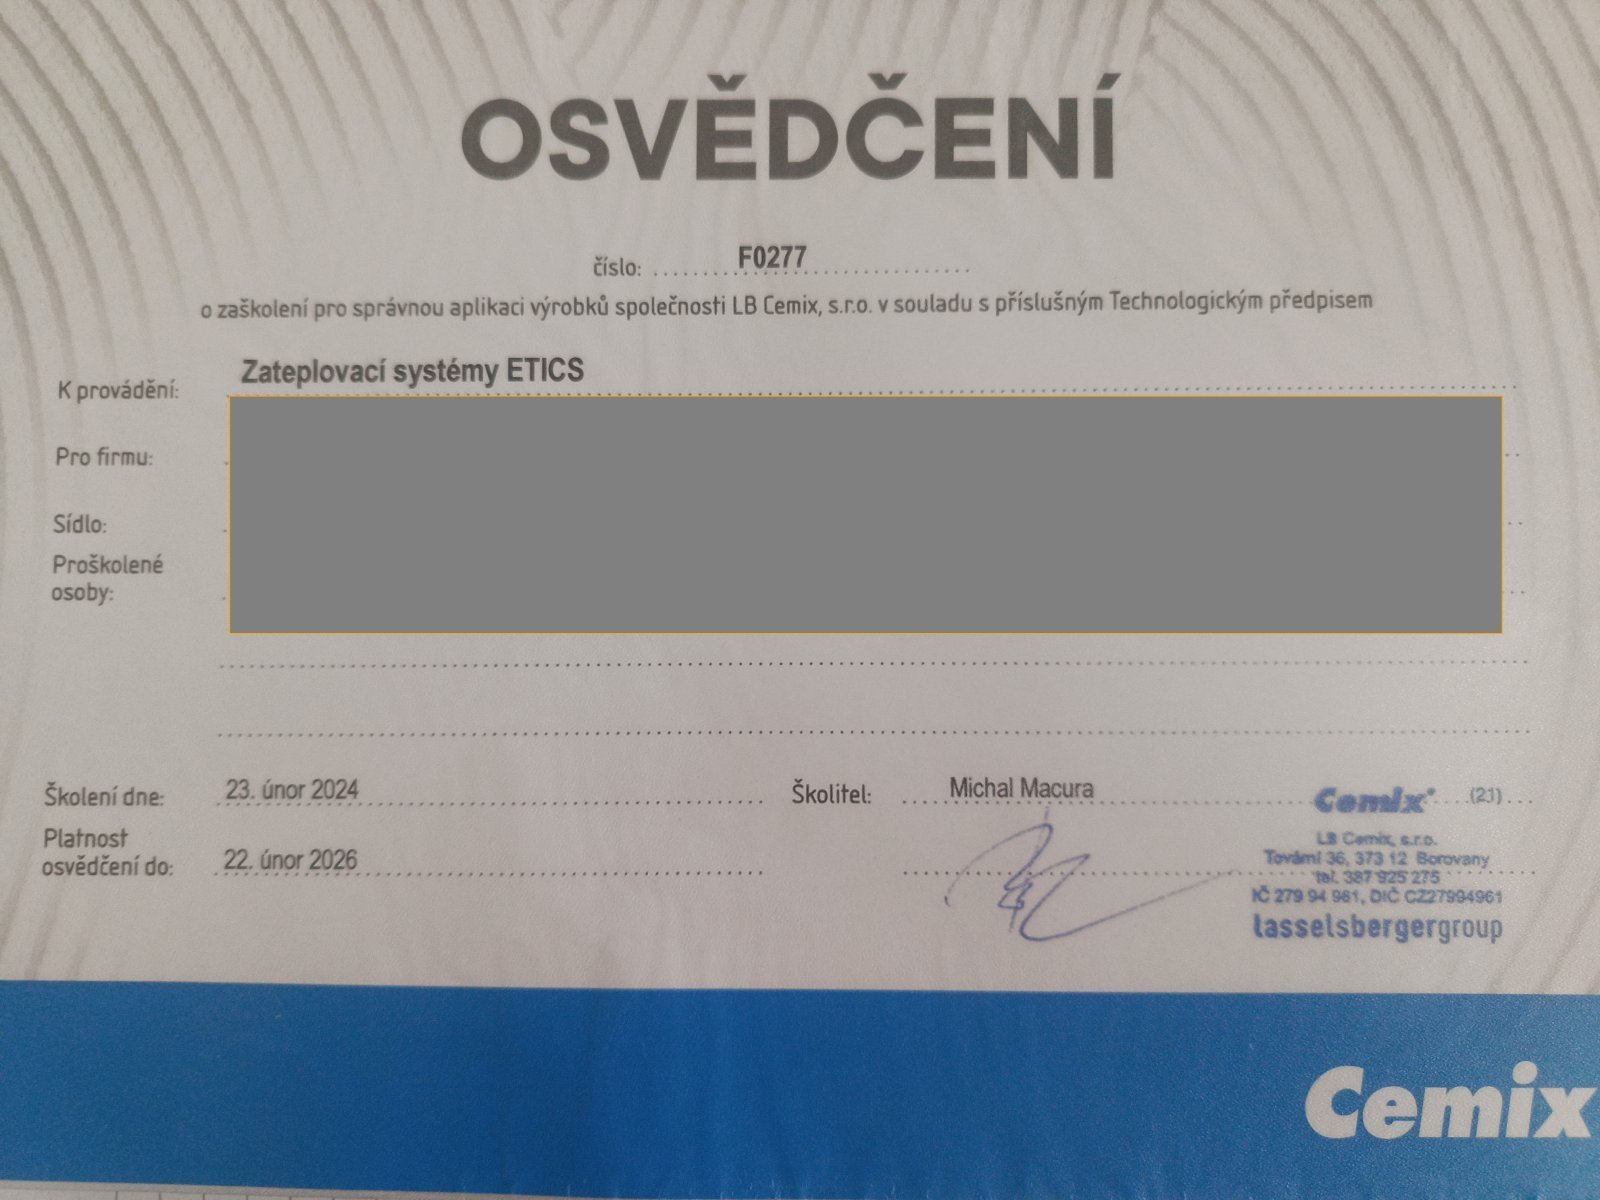 OSVĚDČENÍ
číslo: F0277
o zaškolení pro správnou aplikaci výrobků společnosti LB Cemix, s.r.o. v souladu s příslušným Technologickým předpisem
K provádění: Zateplovací systémy ETICS
Pro firmu:
Sídlo:
Proškolené
osoby:
Školení dne: 23. únor 2024 Školitel: Michal Macura
Cemix (21)
Platnost
osvědčení do: 22. únor 2026
LB Cemix, s.r.o.
Tovární 36, 373 12 Borovany
tel. 387 925 275
IČ 279 94 961, DIČ CZ27994961
lasselsbergergroup
Cemix